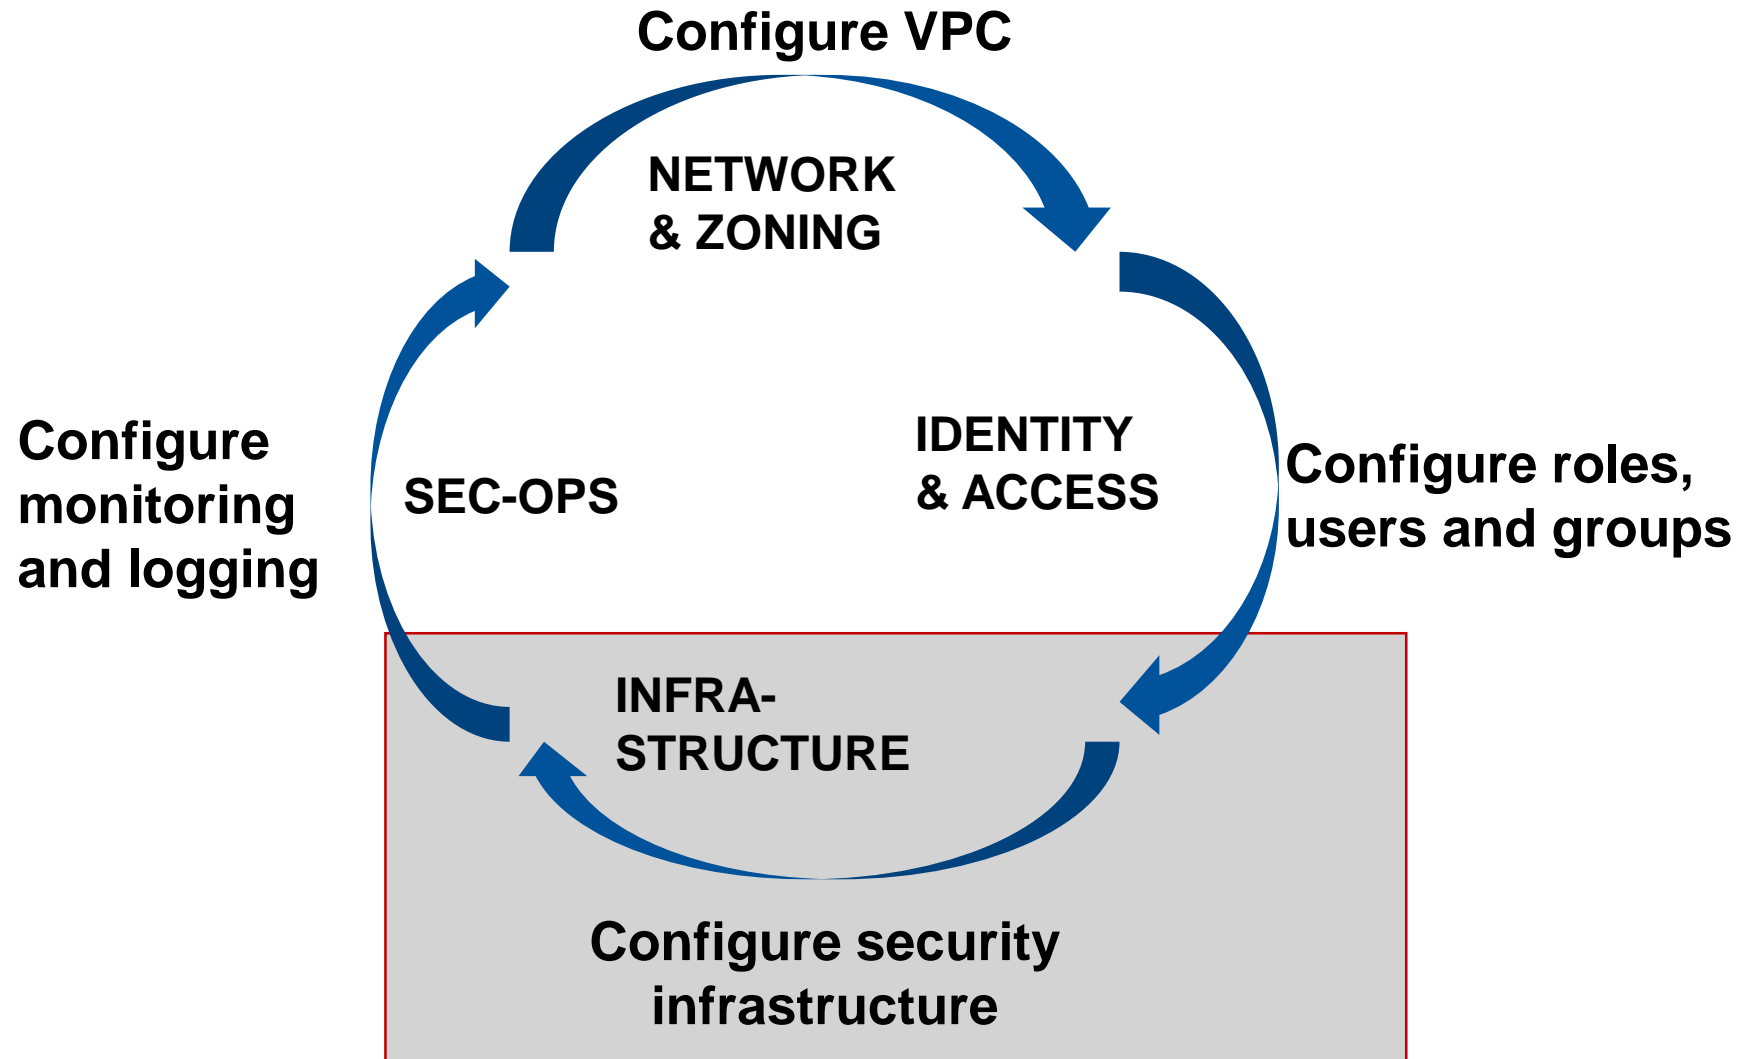 Configure VPC
NETWORK
& ZONING
IDENTITY
& ACCESS
Configure roles,
users and groups
Configure
monitoring
and logging
SEC-OPS
INFRA-
STRUCTURE
Configure security
infrastructure